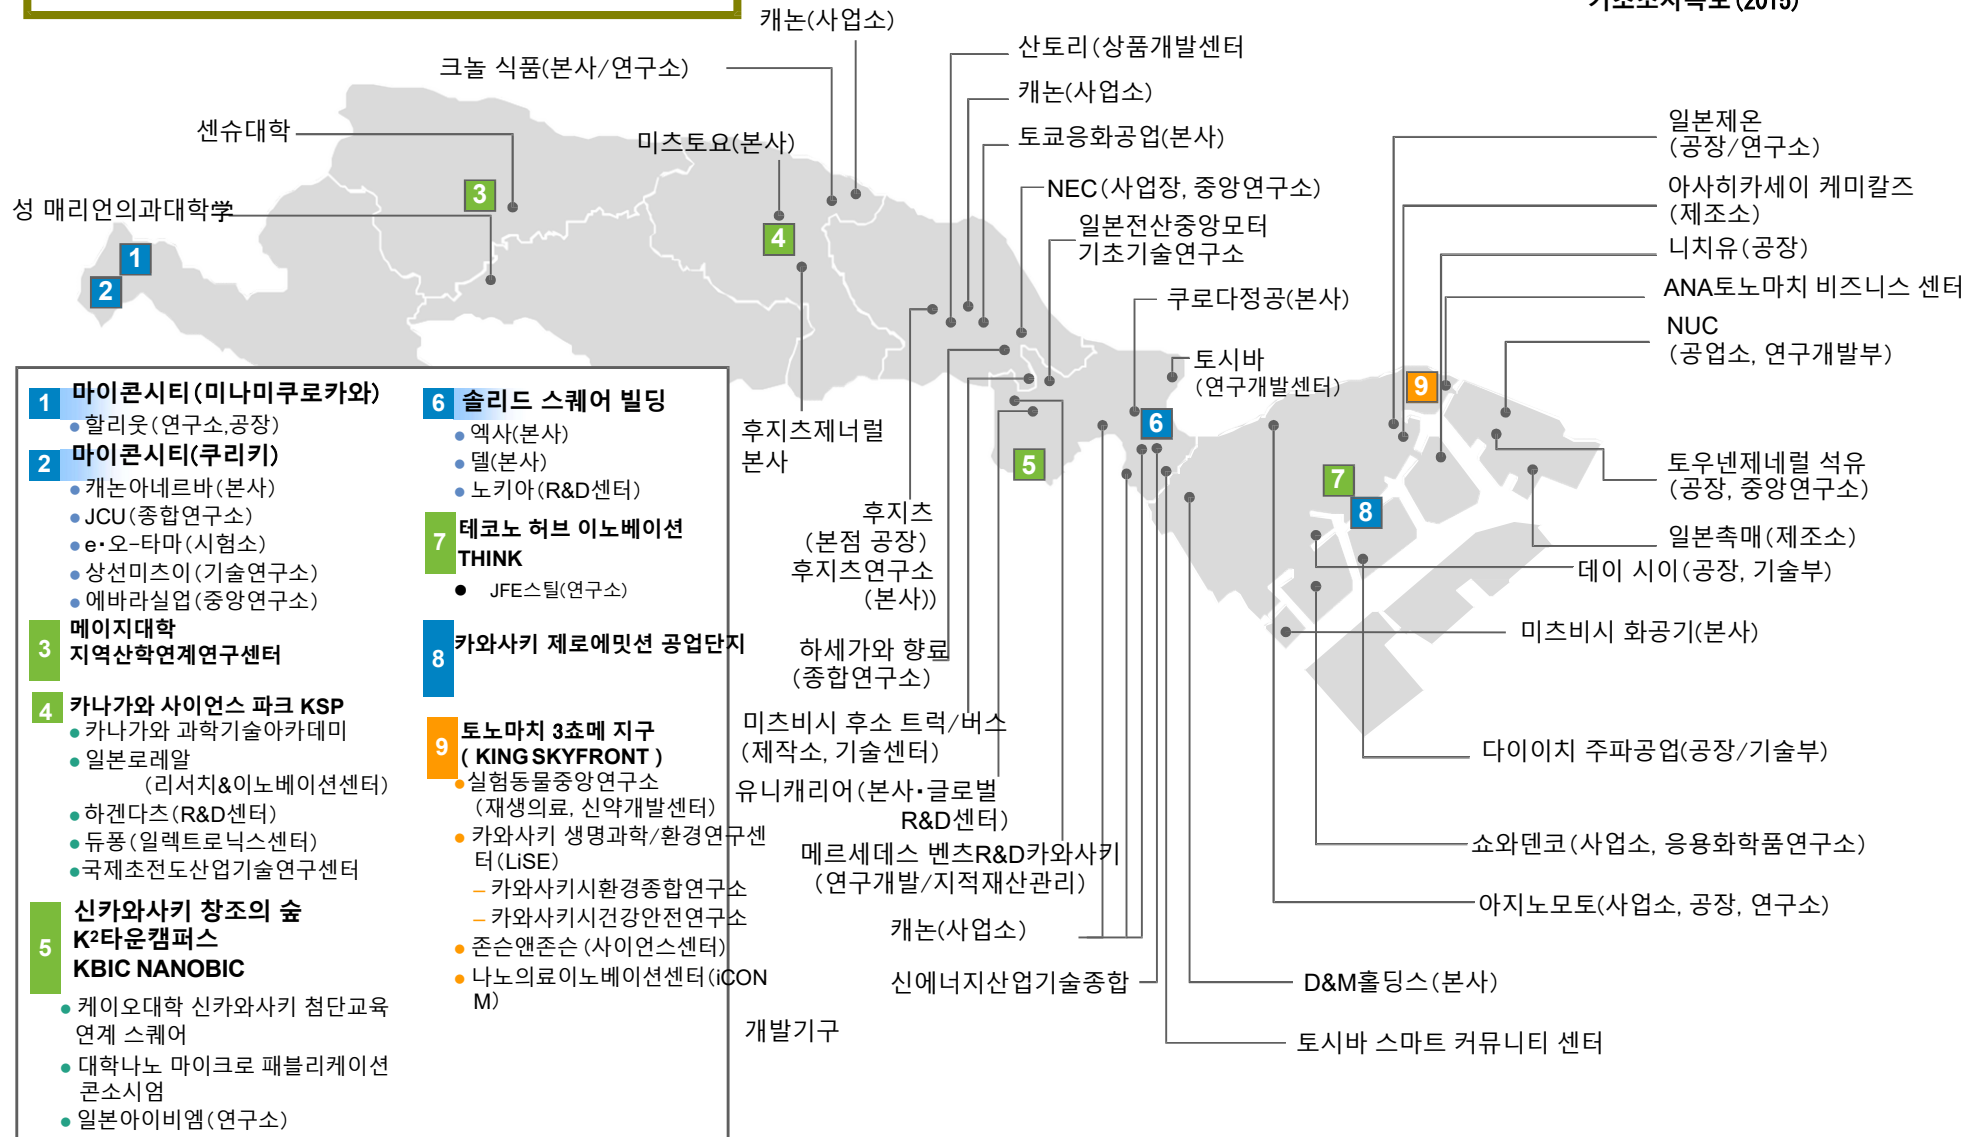 캐논(사업소)
크놀 식품(본사/연구소)
센슈대학
미츠토요(본사)
성 매리언의과대학学
산토리(상품개발센터
캐논(사업소)
토쿄응화공업(본사)
NEC(사업장, 중앙연구소)
일본전산중앙모터
기초기술연구소
쿠로다정공(본사)
토시바
(연구개발센터)
일본제온
(공장/연구소)
아사히카세이 케미칼즈
(제조소)
니치유(공장)
ANA토노마치 비즈니스 센터
NUC
(공업소, 연구개발부)
토우넨제네럴 석유
(공장, 중앙연구소)
일본촉매(제조소)
데이 시이(공장, 기술부)
미츠비시 화공기(본사)
다이이치 주파공업(공장/기술부)
쇼와덴코(사업소, 응용화학품연구소)
아지노모토(사업소, 공장, 연구소)
D&M홀딩스(본사)
토시바 스마트 커뮤니티 센터
후지츠제너럴
본사
후지츠
(본점 공장)
후지츠연구소
(본사))
하세가와 향료
(종합연구소)
미츠비시 후소 트럭/버스
(제작소, 기술센터)
유니캐리어(본사·글로벌
R&D센터)
메르세데스 벤츠R&D카와사키
(연구개발/지적재산관리)
캐논(사업소)
신에너지산업기술종합
개발기구
1
2
3
4
5
6
7
8
9
1 마이콘시티(미나미쿠로카와)
● 할리웃(연구소,공장)
2 마이콘시티(쿠리키)
● 캐논아네르바(본사)
● JCU(종합연구소)
● e·오-타마(시험소)
● 상선미츠이(기술연구소)
● 에바라실업(중앙연구소)
3 메이지대학
지역산학연계연구센터
4 카나가와 사이언스 파크 KSP
● 카나가와 과학기술아카데미
● 일본로레알
(리서치&이노베이션센터)
● 하겐다츠(R&D센터)
● 듀퐁(일렉트로닉스센터)
● 국제초전도산업기술연구센터
5 신카와사키 창조의 숲
K²타운캠퍼스
KBIC NANOBIC
● 케이오대학 신카와사키 첨단교육
연계 스퀘어
● 대학나노 마이크로 패블리케이션
콘소시엄
● 일본아이비엠(연구소)
6 솔리드 스퀘어 빌딩
● 엑사(본사)
● 델(본사)
● 노키아(R&D센터)
7 테코노 허브 이노베이션
THINK
● JFE스틸(연구소)
8 카와사키 제로에밋션 공업단지
9 토노마치 3쵸메 지구
( KING SKYFRONT )
● 실험동물중앙연구소
(재생의료, 신약개발센터)
● 카와사키 생명과학/환경연구센
터(LiSE)
– 카와사키시환경종합연구소
– 카와사키시건강안전연구소
● 존슨앤존슨 (사이언스센터)
● 나노의료이노베이션센터(iCON
M)